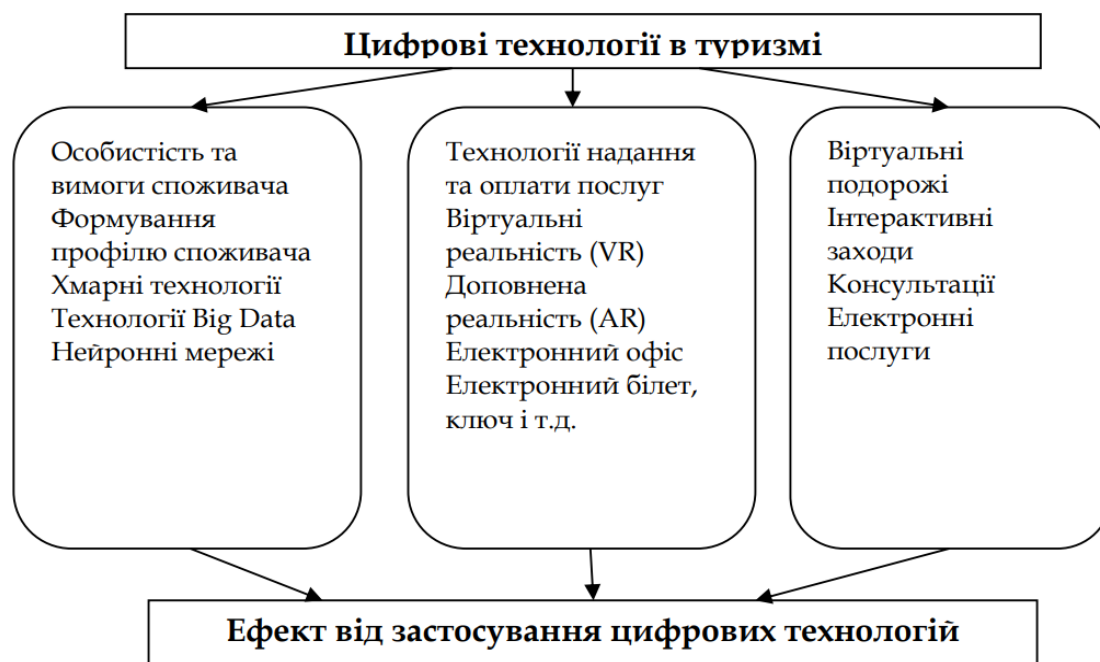 Цифрові технології в туризмі
Особистість та
вимоги споживача
Формування
профілю споживача
Хмарні технології
Технології Big Data
Нейронні мережі
Технології надання
та оплати послуг
Віртуальні
реальність (VR)
Доповнена
реальність (AR)
Електронний офіс
Електронний білет,
ключ і т.д.
Віртуальні
подорожі
Інтерактивні
заходи
Консультації
Електронні
послуги
Ефект від застосування цифрових технологій